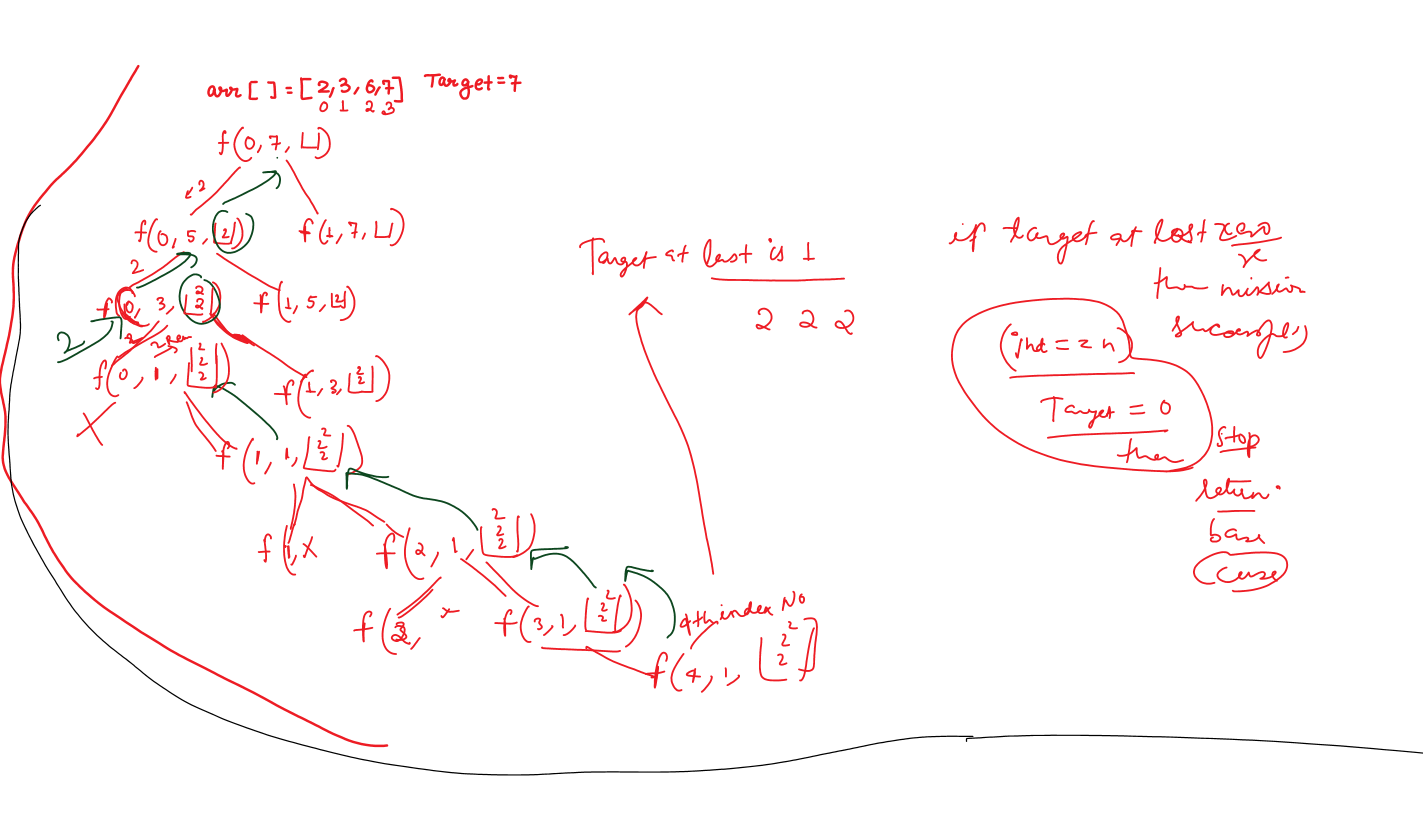 arr [ ] = [2,3,6,7] Target=7
0 1 2 3
f(0,7,⌊⌋)
2
f(0, 5, [2])
f(1,7,⌊⌋)
2
f(0, 3, [2 2])
f(1, 5, [2])
2
2
f(0, 1, [2 2 2])
f(1,3,[2 2])
X
f(1, 1, [2 2 2])
f(1, X
f(2, 1, [2 2 2])
x
f(3,1,[2 2 2])
4th index No
f(4, 1, [2 2 2])
Target at last is 1
2 2 2
if target at last zero
then mission
successful
(ind == n)
Target = 0
then
stop
return.
base
case